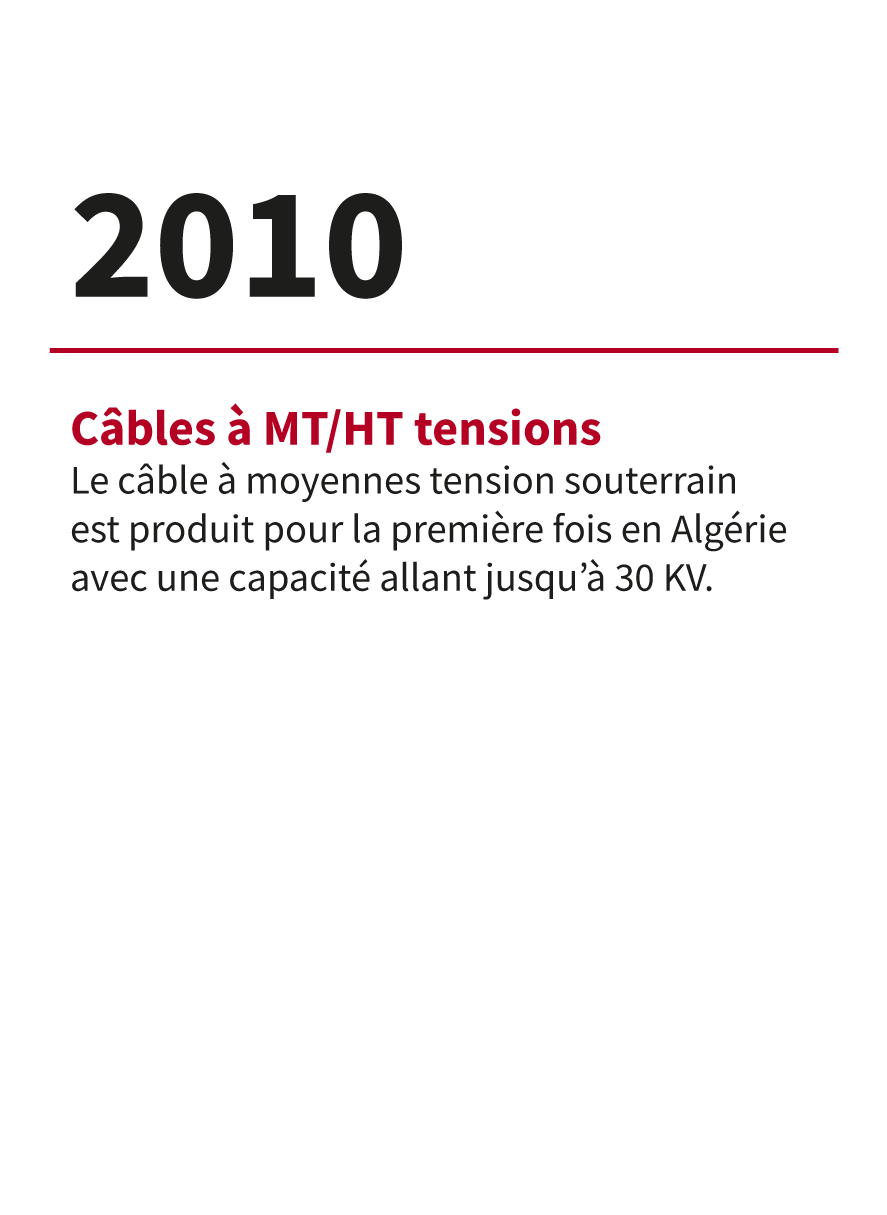 2010
Câbles à MT/HT tensions
Le câble à moyennes tension souterrain
est produit pour la première fois en Algérie
avec une capacité allant jusqu’à 30 KV.